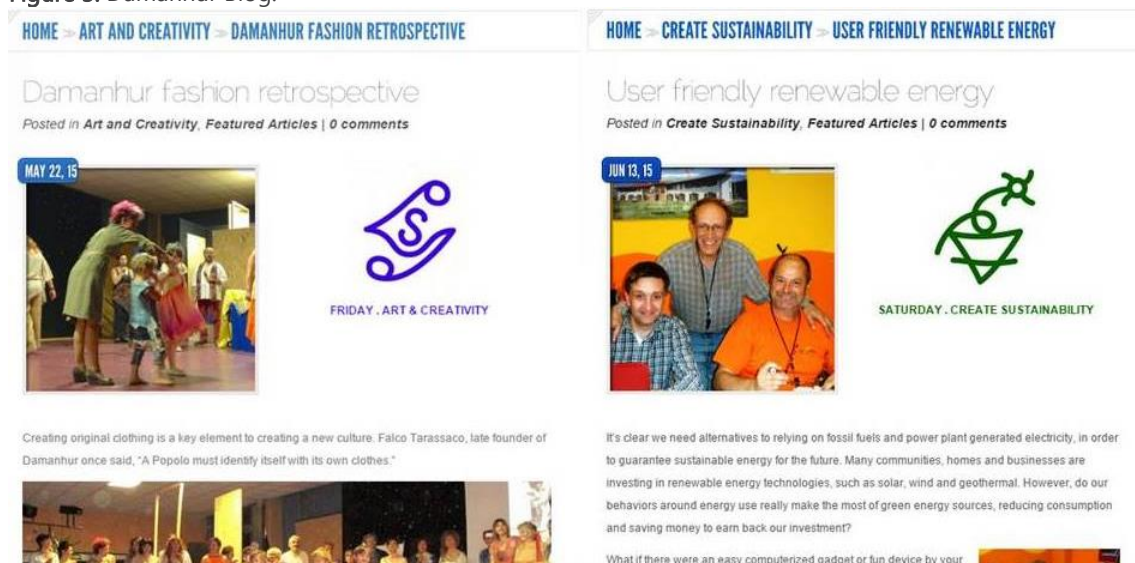 Figure 3. Damanhur Blog.
HOME ›› ART AND CREATIVITY ›› DAMANHUR FASHION RETROSPECTIVE
Damanhur fashion retrospective
Posted in Art and Creativity, Featured Articles | 0 comments
MAY 22, 15
FRIDAY . ART & CREATIVITY
Creating original clothing is a key element to creating a new culture. Falco Tarassaco, late founder of
Damanhur once said, "A Popolo must identify itself with its own clothes."
HOME ›› CREATE SUSTAINABILITY ›› USER FRIENDLY RENEWABLE ENERGY
User friendly renewable energy
Posted in Create Sustainability, Featured Articles | 0 comments
JUN 13, 15
SATURDAY . CREATE SUSTAINABILITY
It's clear we need alternatives to relying on fossil fuels and power plant generated electricity, in order
to guarantee sustainable energy for the future. Many communities, homes and businesses are
investing in renewable energy technologies, such as solar, wind and geothermal. However, do our
behaviors around energy use really make the most of green energy sources, reducing consumption
and saving money to earn back our investment?
What if there were an easy computerized gadget or fun device by your